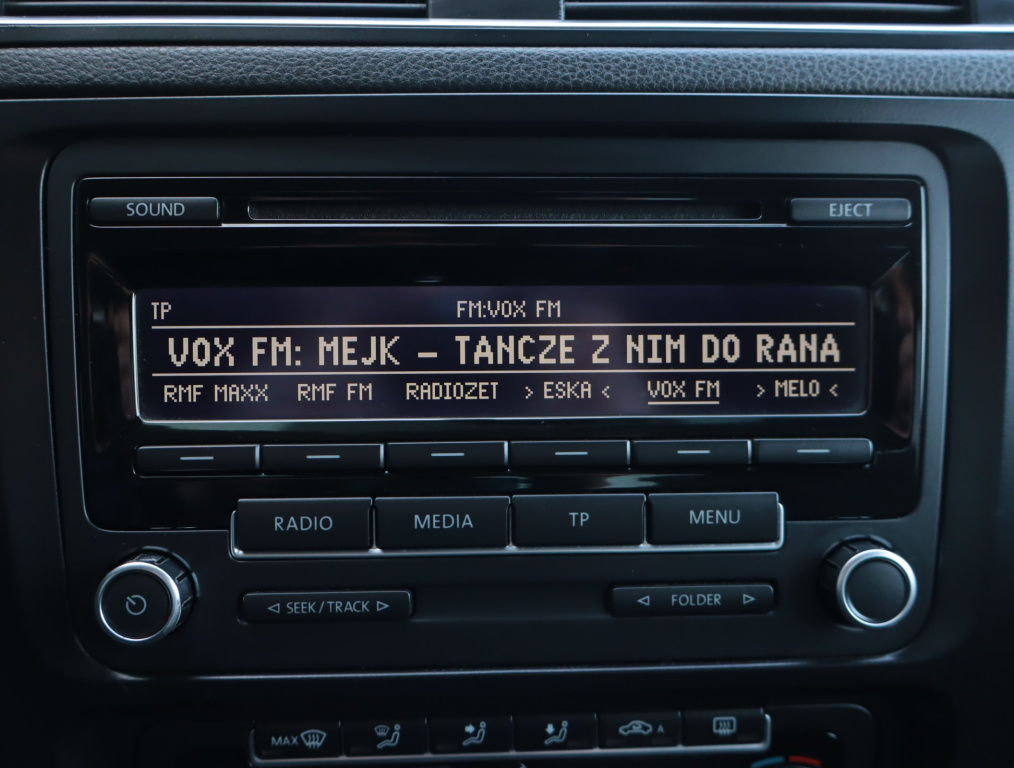 SOUND EJECT
TP FM:VOX FM
VOX FM: MEJK - TANCZE Z NIM DO RANA
RMF MAXX RMF FM RADIOZET > ESKA < VOX FM > MELO <
RADIO MEDIA TP MENU
◁ SEEK/TRACK ▷ ◁ FOLDER ▷
MAX A